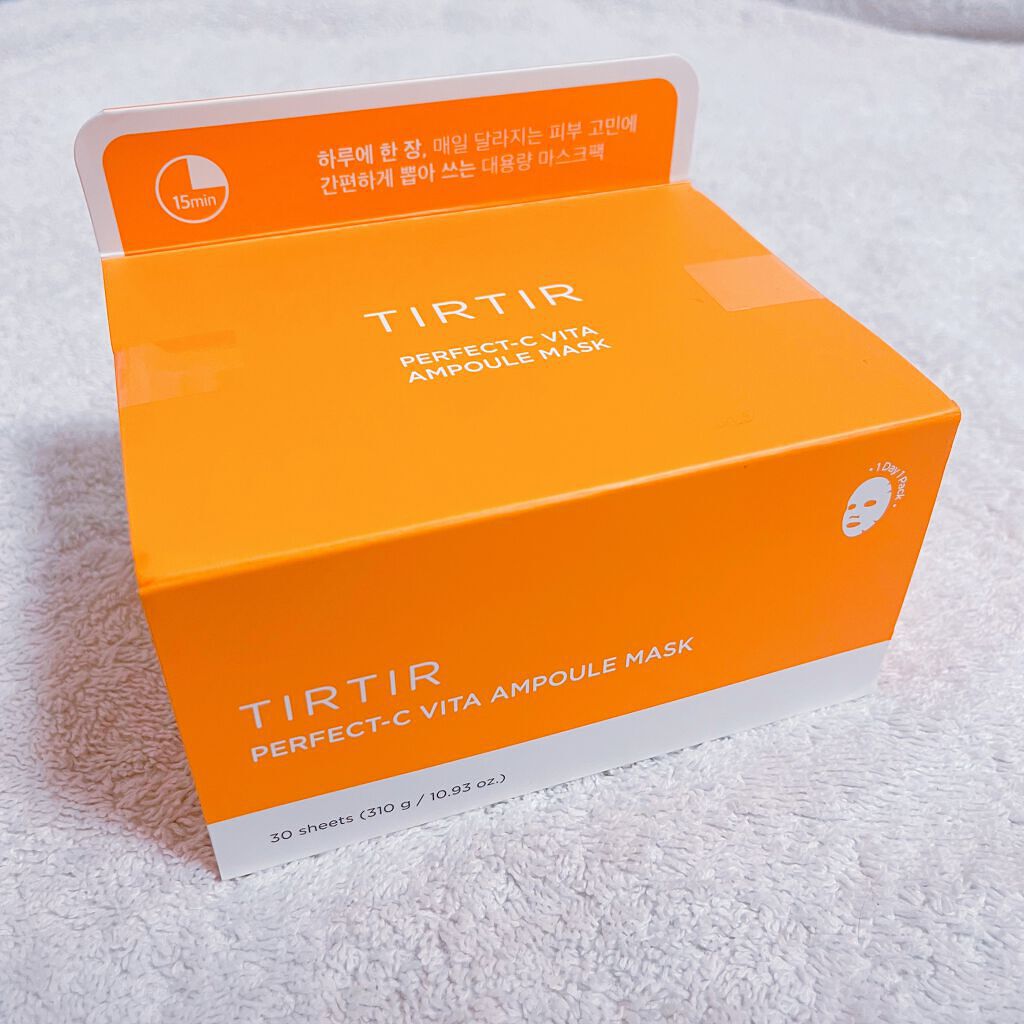 15min
하루에 한 장, 매일 달라지는 피부 고민에
간편하게 뽑아 쓰는 대용량 마스크팩
TIRTIR
PERFECT-C VITA
AMPOULE MASK
• 1 Day 1 Pack •
TIRTIR
PERFECT-C VITA AMPOULE MASK
30 sheets (310 g / 10.93 oz.)